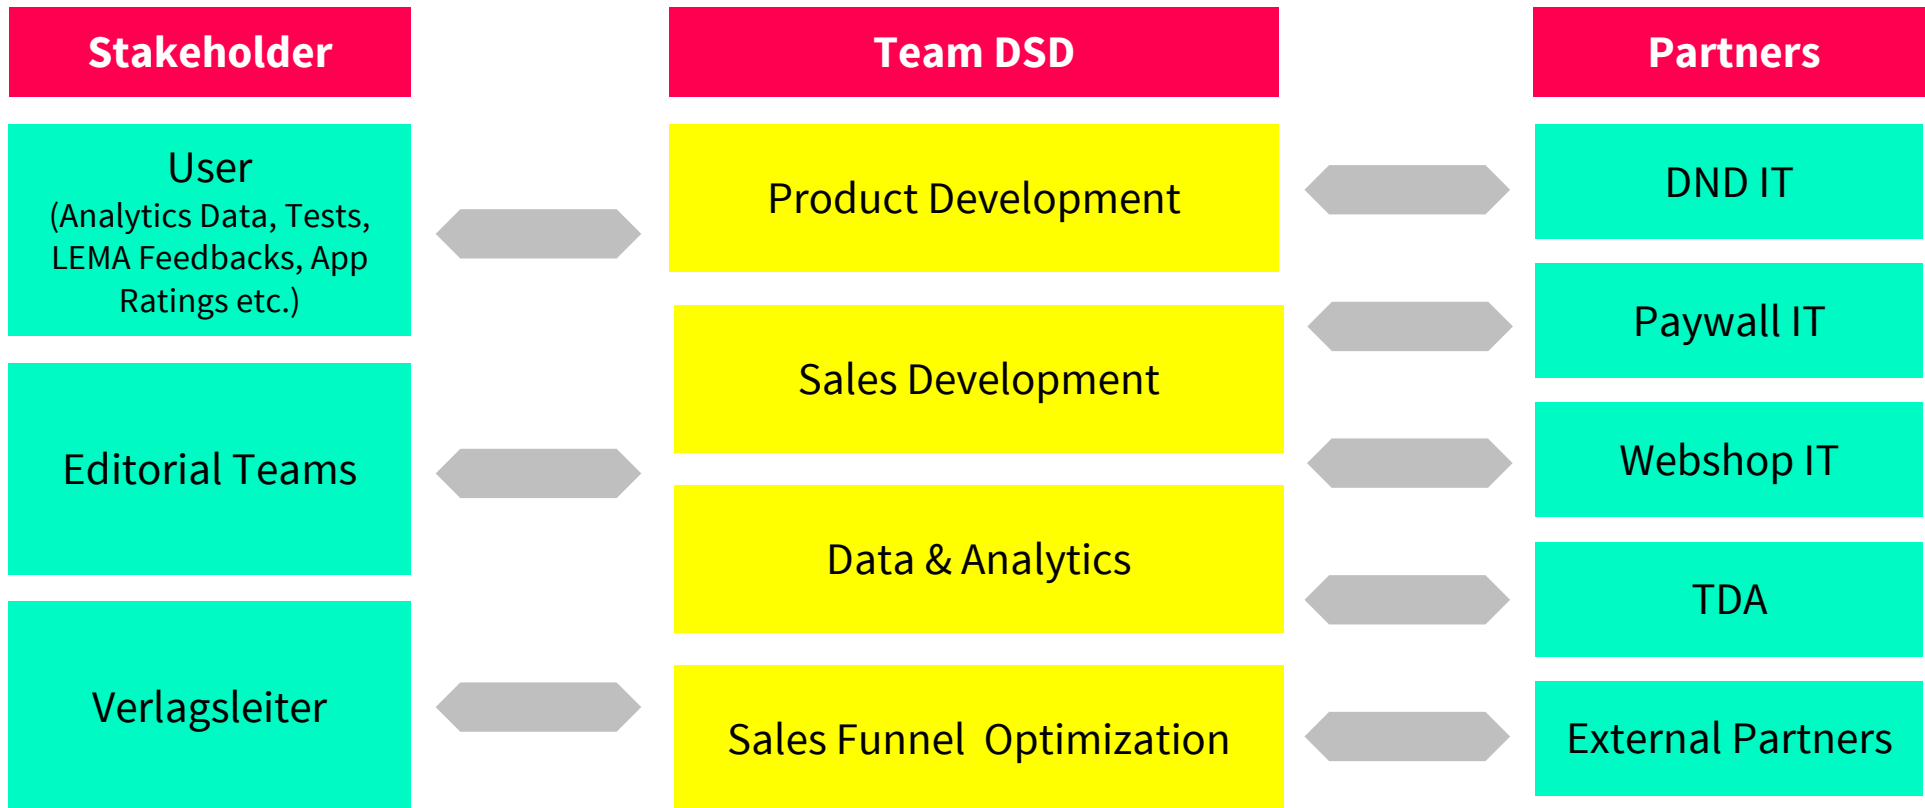 Stakeholder
User
(Analytics Data, Tests,
LEMA Feedbacks, App
Ratings etc.)
Editorial Teams
Verlagsleiter
Team DSD
Product Development
Sales Development
Data & Analytics
Sales Funnel  Optimization
Partners
DND IT
Paywall IT
Webshop IT
TDA
External Partners